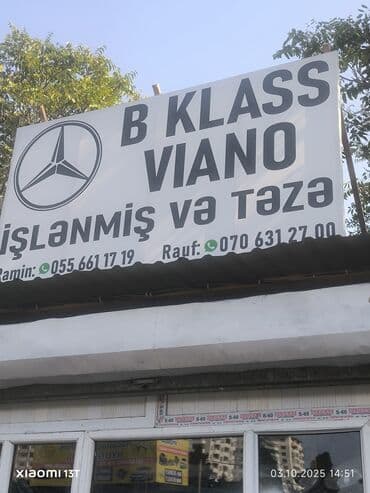 B KLASS
VIANO
İŞLƏNMİŞ VƏ TƏZƏ
Ramin: 055 661 17 19 Rauf: 070 631 27 00
XIAOMI 13T
03.10.2025 14:51